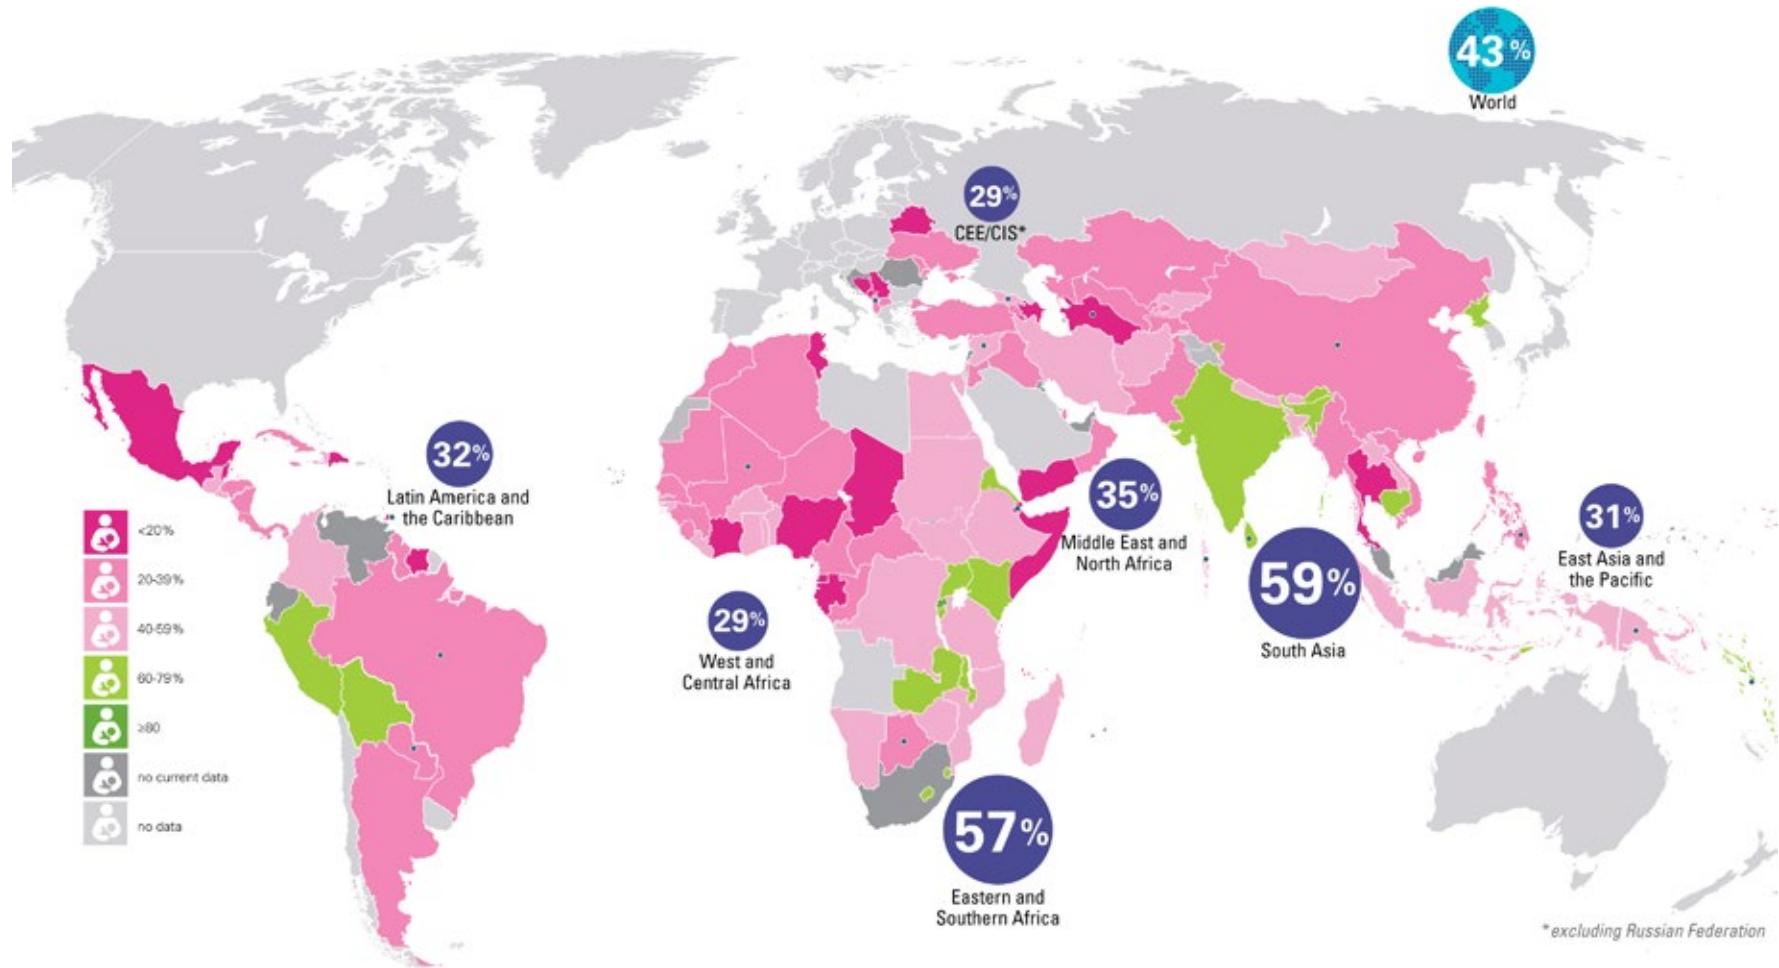 43%
World
29%
CEE/CIS*
32%
Latin America and
the Caribbean
35%
Middle East and
North Africa
31%
East Asia and
the Pacific
59%
South Asia
29%
West and
Central Africa
57%
Eastern and
Southern Africa
<20%
20-39%
40-59%
60-79%
≥80
no current data
no data
*excluding Russian Federation